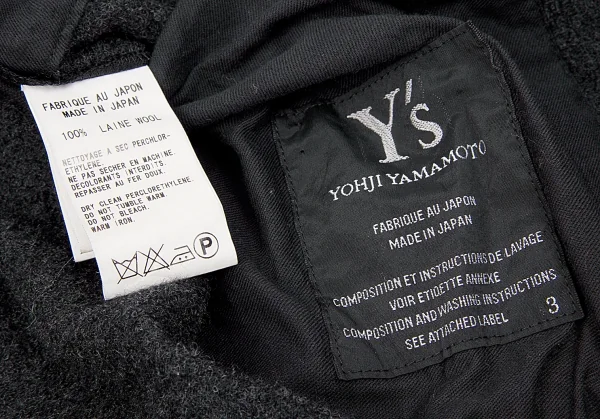 FABRIQUE AU JAPON
MADE IN JAPAN
100% LAINE WOOL
NETTOYAGE A SEC PERCHLOR-
ETHYLENE.
NE PAS SÉCHER EN MACHINE
DECOLORANTS INTERDITS.
REPASSER AU FER DOUX.
DRY CLEAN PERCLORETHYLENE.
DO NOT TUMBLE WARM
DO NOT BLEACH.
WARM IRON.
P
Y's
YOHJI YAMAMOTO
FABRIQUE AU JAPON
MADE IN JAPAN
COMPOSITION ET INSTRUCTIONS DE LAVAGE
VOIR ETIQETTE ANNEXE
COMPOSITION AND WASHING INSTRUCTIONS
SEE ATTACHED LABEL
3